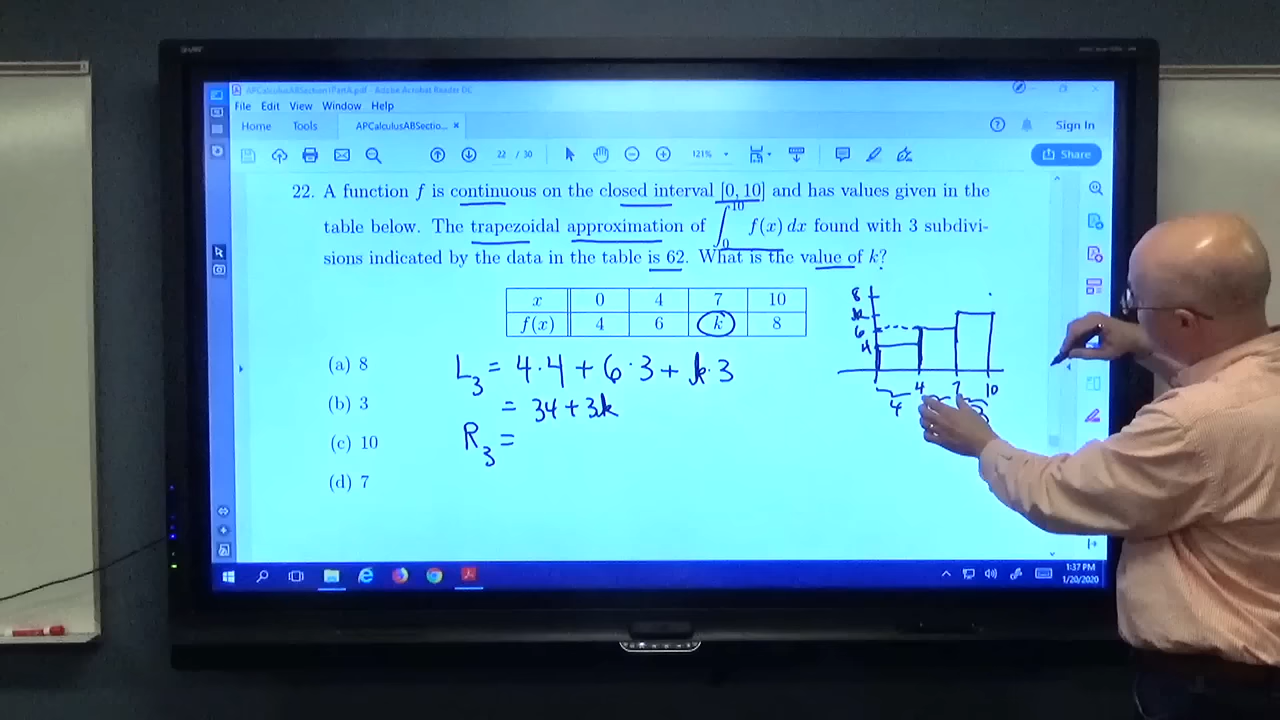 APCalculusABSection1PartA.pdf - Adobe Acrobat Reader DC
File Edit View Window Help
Home Tools APCalculusABSectio... × Sign In
22 / 30 121% Share
22. A function f is continuous on the closed interval [0, 10] and has values given in the
table below. The trapezoidal approximation of ∫₀¹⁰ f(x) dx found with 3 subdivi-
sions indicated by the data in the table is 62. What is the value of k?
x 0 4 7 10
f(x) 4 6 k 8
(a) 8
(b) 3
(c) 10
(d) 7
L₃ = 4·4 + 6·3 + k·3
= 34 + 3k
R₃ =
8
k
6
4
4 7 10
4 3
1:37 PM
1/20/2020